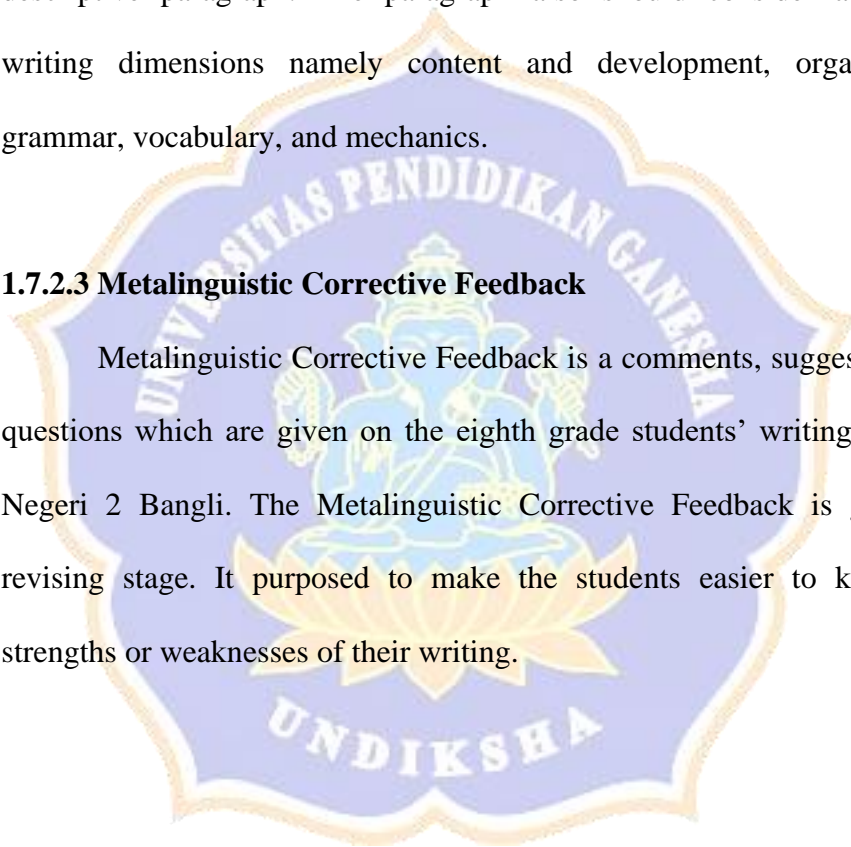 writing dimensions namely content and development,
grammar, vocabulary, and mechanics.
UNIVERSITAS PENDIDIKAN GANESHA
1.7.2.3 Metalinguistic Corrective Feedback
Metalinguistic Corrective Feedback is a comments,
questions which are given on the eighth grade students’ writing
Negeri 2 Bangli. The Metalinguistic Corrective Feedback is
revising stage. It purposed to make the students easier to
strengths or weaknesses of their writing.
UNDIKSHA